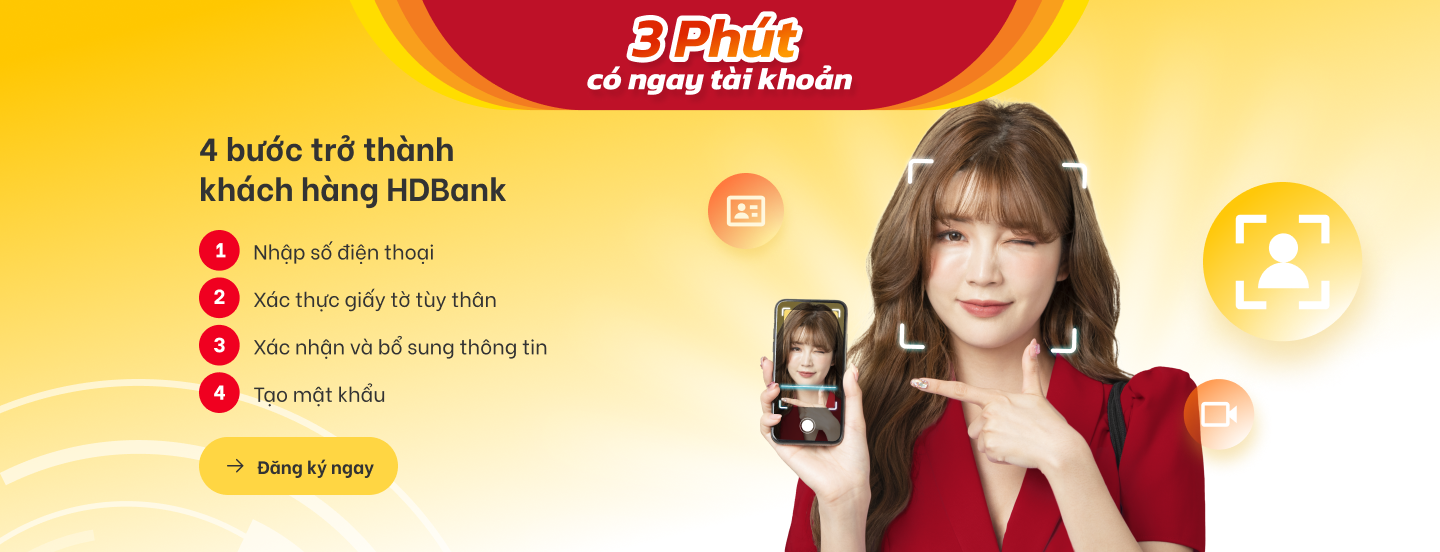 3 Phút
có ngay tài khoản
4 bước trở thành
khách hàng HDBank
1 Nhập số điện thoại
2 Xác thực giấy tờ tùy thân
3 Xác nhận và bổ sung thông tin
4 Tạo mật khẩu
Đăng ký ngay